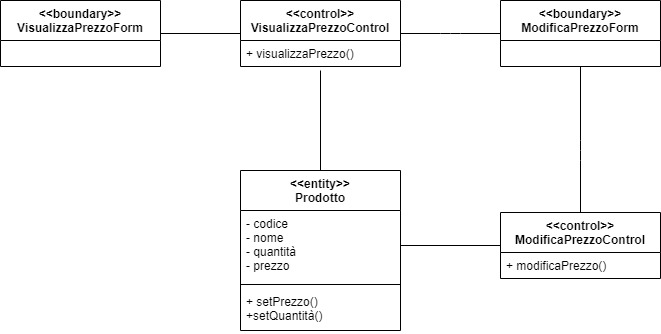 <<boundary>>
VisualizzaPrezzoForm
<<control>>
VisualizzaPrezzoControl
+ visualizzaPrezzo()
<<boundary>>
ModificaPrezzoForm
<<entity>>
Prodotto
- codice
- nome
- quantità
- prezzo
+ setPrezzo()
+setQuantità()
<<control>>
ModificaPrezzoControl
+ modificaPrezzo()